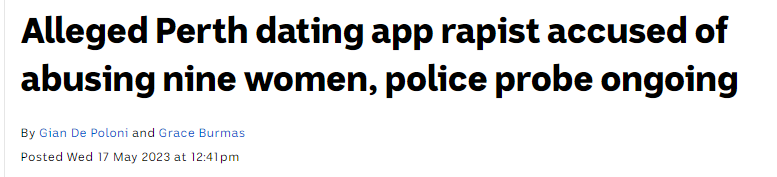 Alleged Perth dating app rapist accused of
abusing nine women, police probe ongoing
By Gian De Poloni and Grace Burmas
Posted Wed 17 May 2023 at 12:41pm